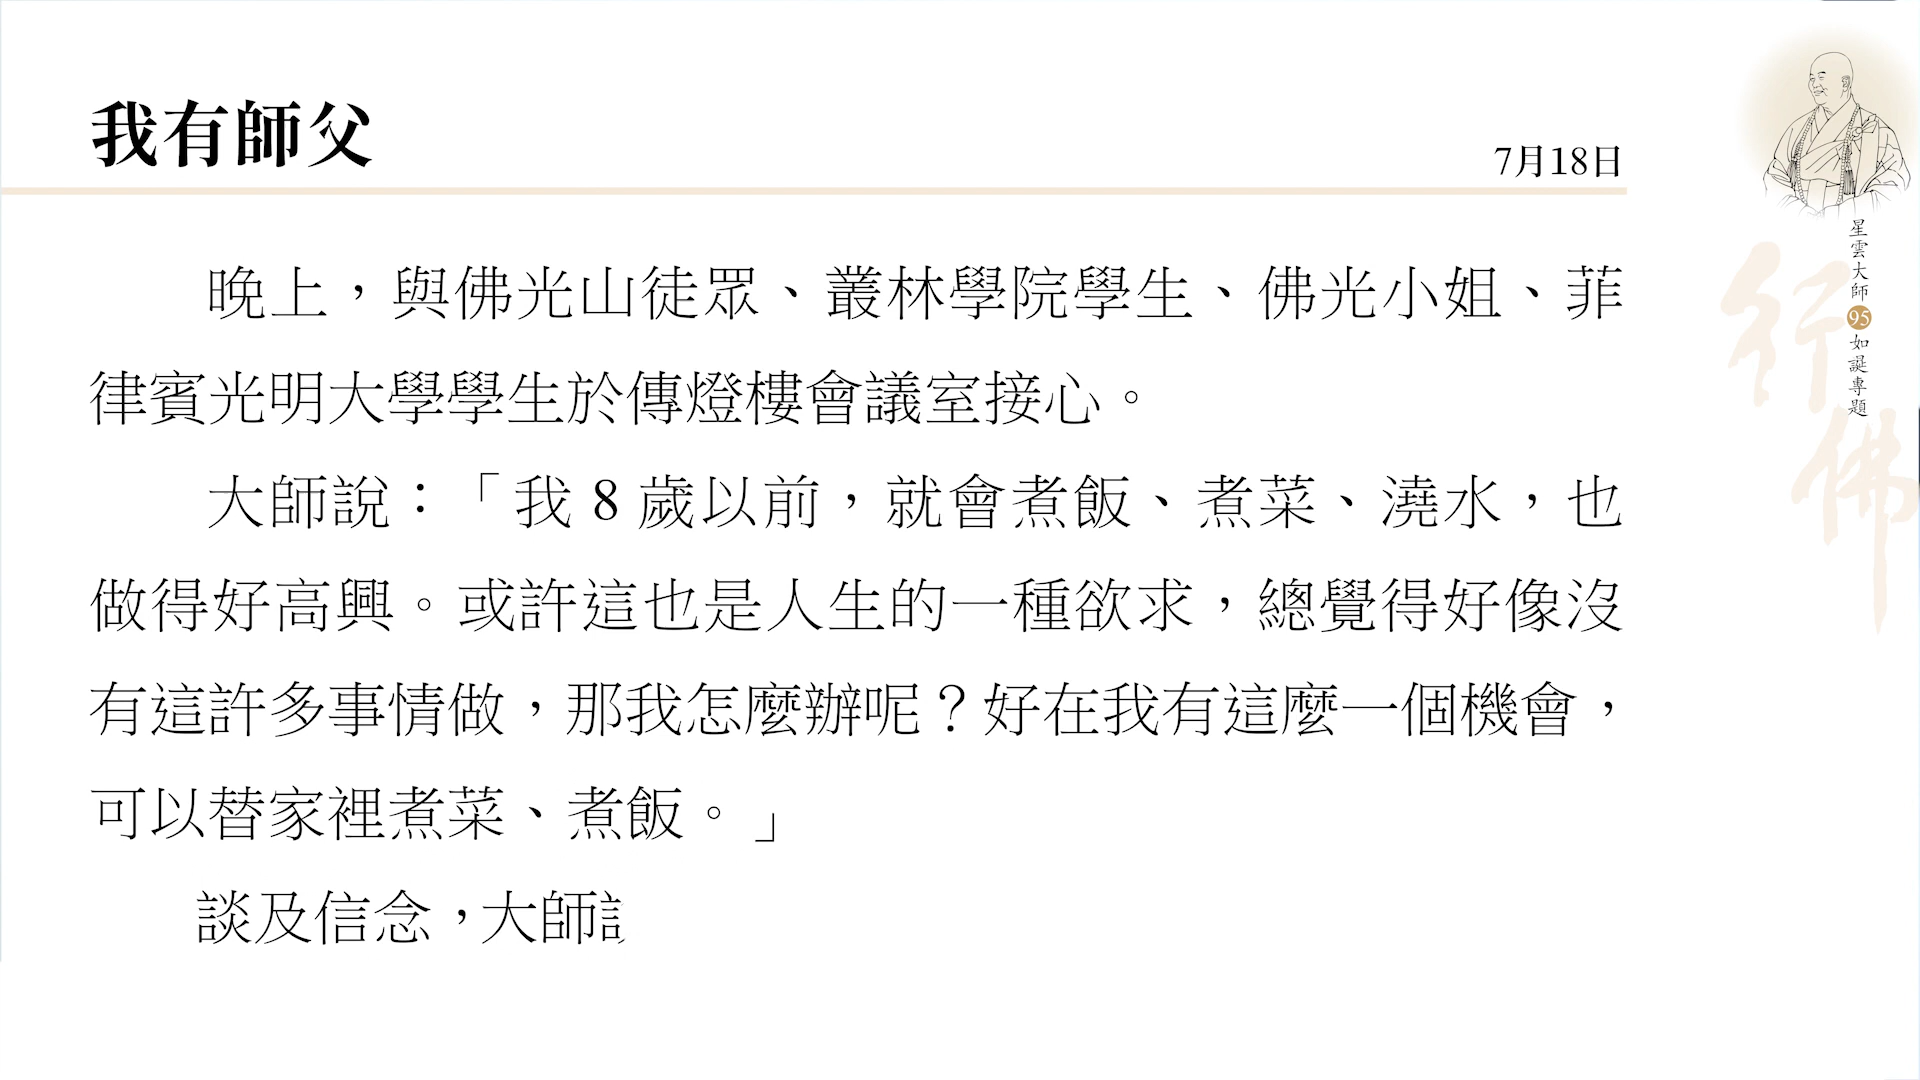 我有師父
7月18日
晚上，與佛光山徒眾、叢林學院學生、佛光小姐、菲
律賓光明大學學生於傳燈樓會議室接心。
大師說：「我 8 歲以前，就會煮飯、煮菜、澆水，也
做得好高興。或許這也是人生的一種欲求，總覺得好像沒
有這許多事情做，那我怎麼辦呢？好在我有這麼一個機會，
可以替家裡煮菜、煮飯。」
談及信念，大師
星雲大師95如誕專題
行佛